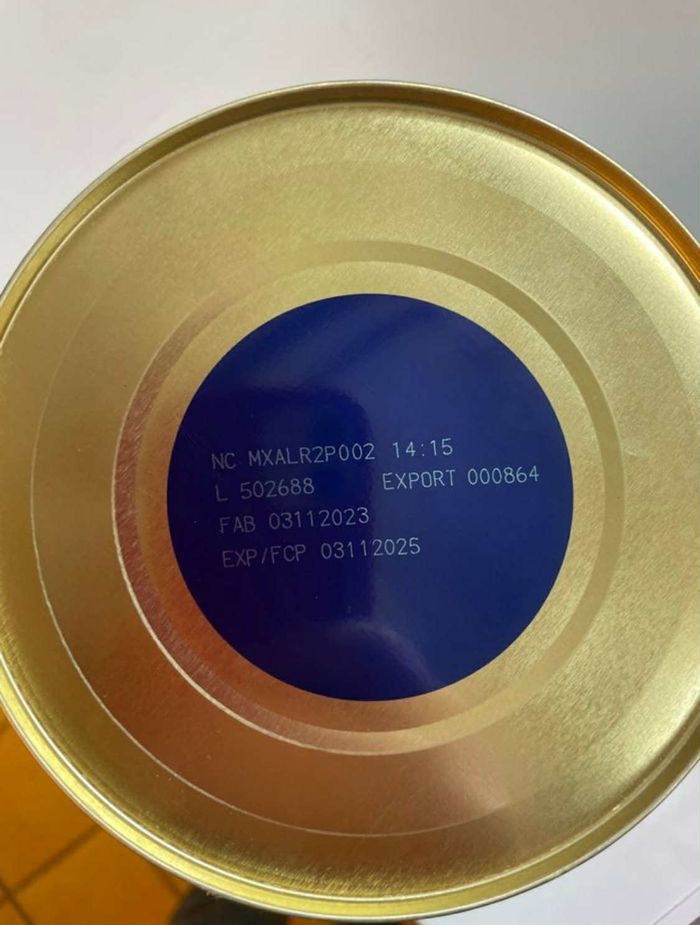 NC MXALR2P002 14:15
L 502688 EXPORT 000864
FAB 03112023
EXP/FCP 03112025